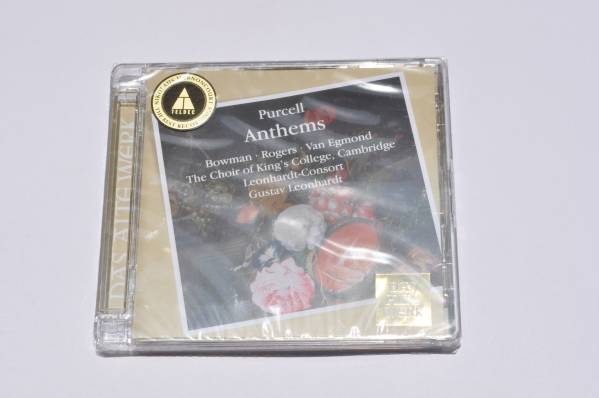 TELDEC
Purcell
Anthems
Bowman · Rogers · Van Egmond
The Choir of King's College, Cambridge
Leonhardt-Consort
Gustav Leonhardt
DAS ALTE WERK